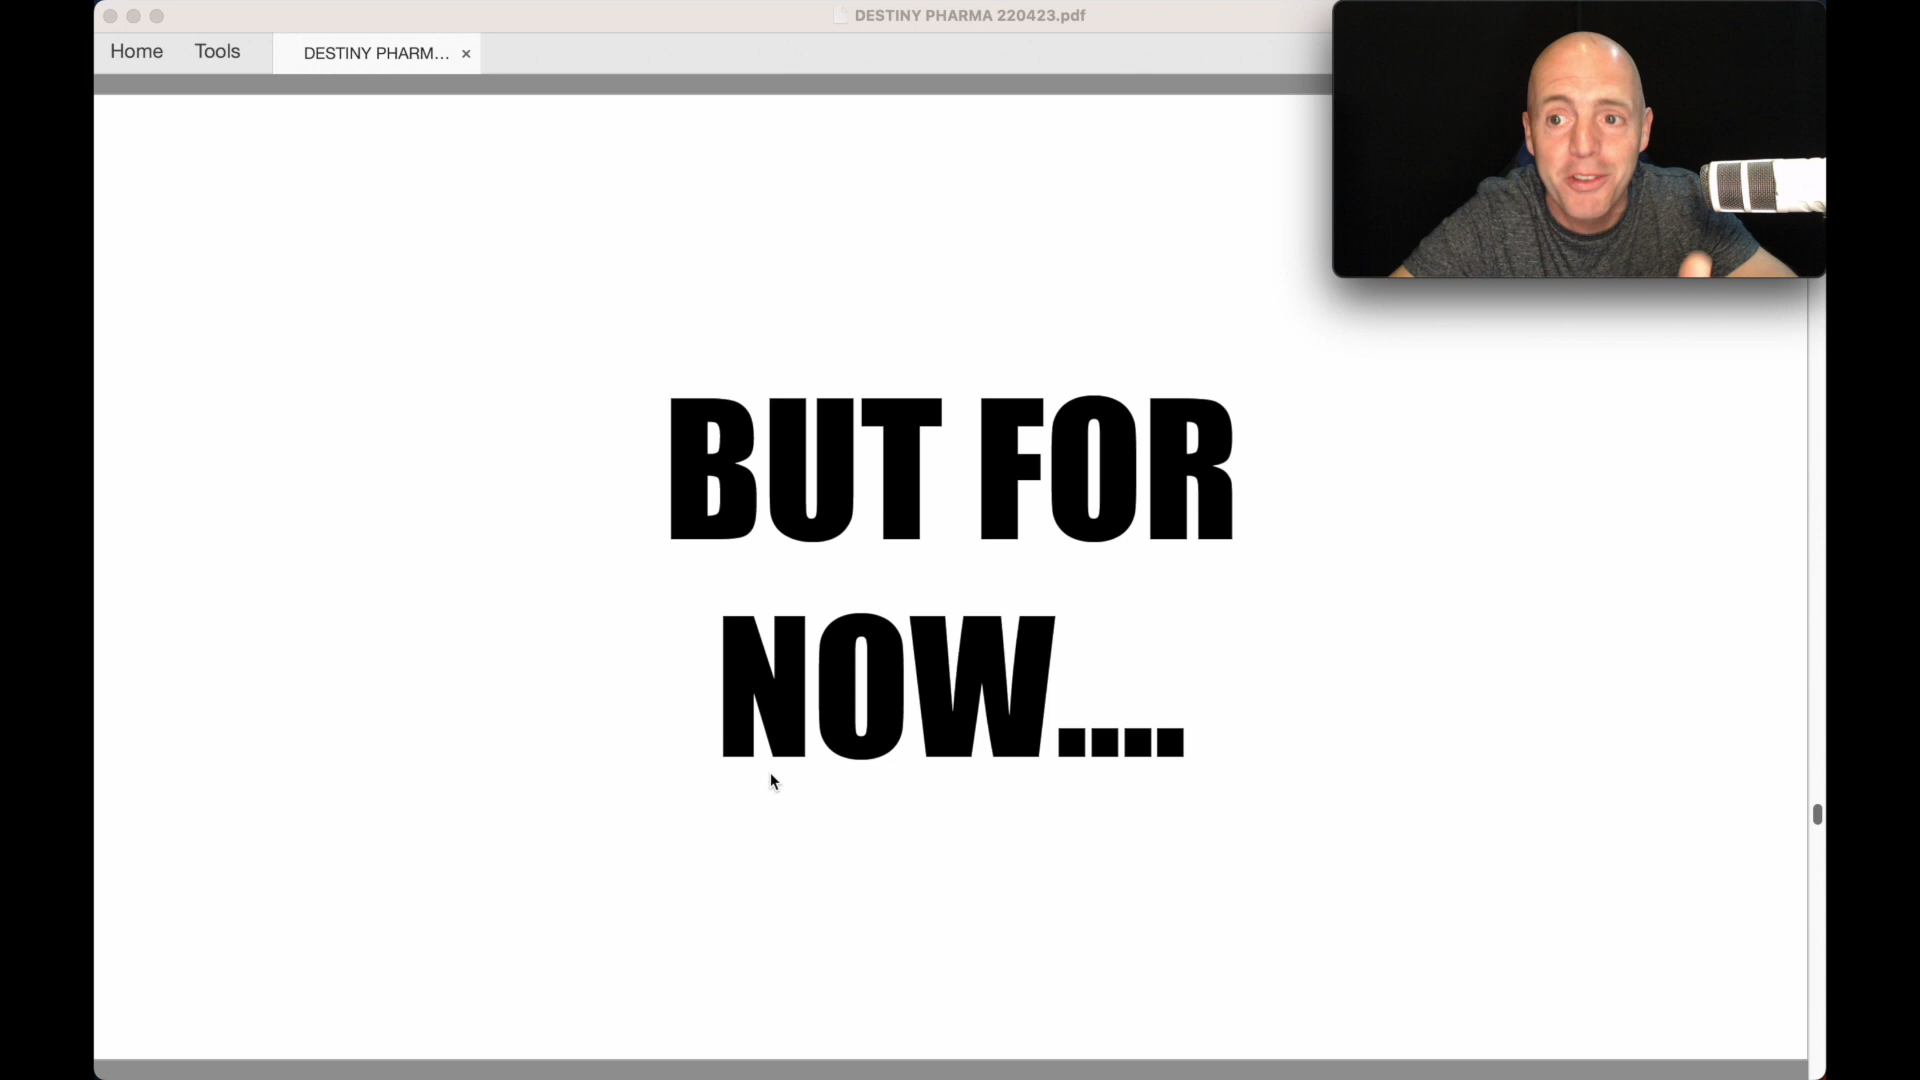 DESTINY PHARMA 220423.pdf
Home Tools DESTINY PHARM... ×
BUT FOR
NOW....